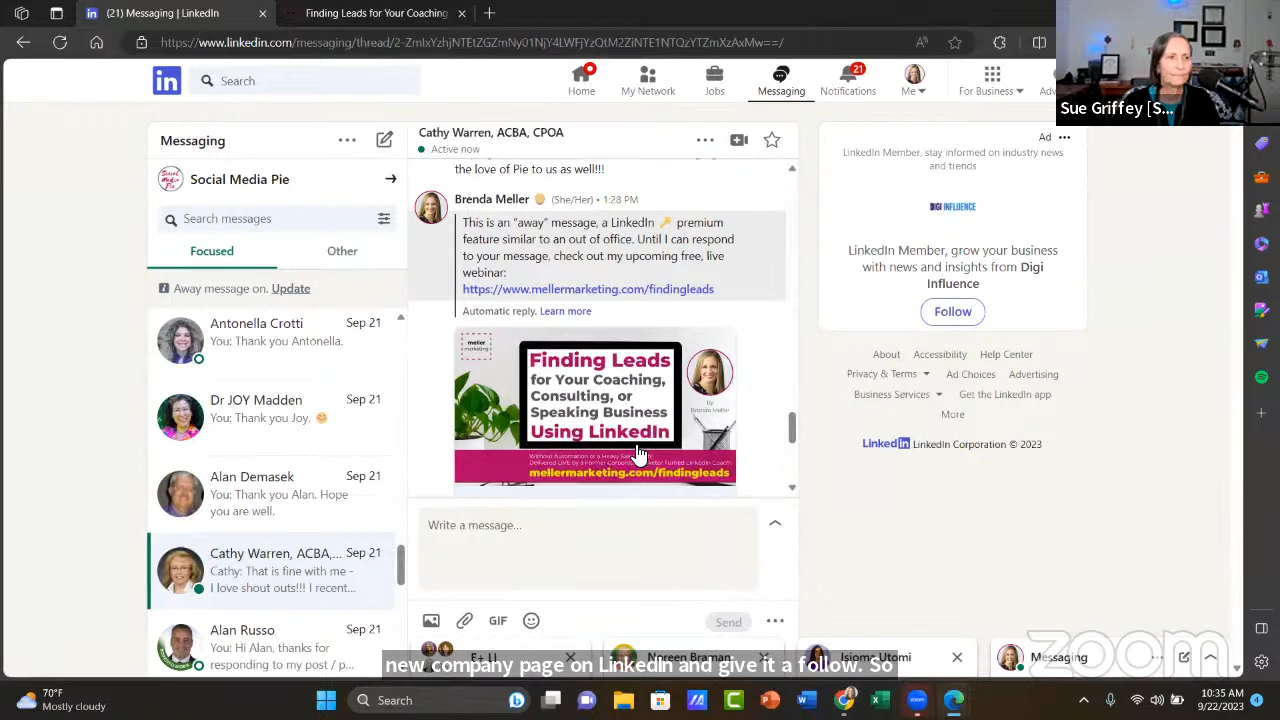 (21) Messaging | LinkedIn
Finding Leads for Your Coaching
https://www.linkedin.com/messaging/thread/
Search
Home
My Network
Jobs
Messaging
21
Notifications
Me
For Business
Sue Griffey [S...
Messaging
Social Media Pie
Search messages
Focused
Other
Away message on. Update
Antonella Crotti Sep 21
You: Thank you Antonella.
Dr JOY Madden Sep 21
You: Thank you Joy.
Alan Demasek Sep 21
You: Thank you Alan. Hope
you are well.
Cathy Warren, ACBA,... Sep 21
Cathy: That is fine with me -
I love shout outs!!! I recent...
Alan Russo Sep 21
You: Hi Alan, thanks for
responding to my post / p...
Cathy Warren, ACBA, CPOA
Active now
the love of Pie to us as well!!!
Brenda Meller (She/Her) • 1:28 PM
This is an “away” message, a LinkedIn 🔑 premium
feature similar to an out of office. Until I can respond
to your message, check out my upcoming free, live
webinar:
https://www.mellermarketing.com/findingleads
Automatic reply. Learn more
meller
marketing
Finding Leads
for Your Coaching,
Consulting, or
Speaking Business
Using LinkedIn
By
Brenda Meller
mellermarketing.com/findingleads
Write a message...
GIF
Send
Ad
LinkedIn Member, stay informed on industry news
and trends
DIGI INFLUENCE
LinkedIn Member, grow your business
with news and insights from Digi
Influence
Follow
About Accessibility Help Center
Privacy & Terms Ad Choices Advertising
Business Services Get the LinkedIn app
More
LinkedIn LinkedIn Corporation © 2023
Noreen Braman
Isioma Utomi
Messaging
zoom
new company page on LinkedIn and give it a follow. So
70°F
Mostly cloudy
Search
10:35 AM
9/22/2023
4